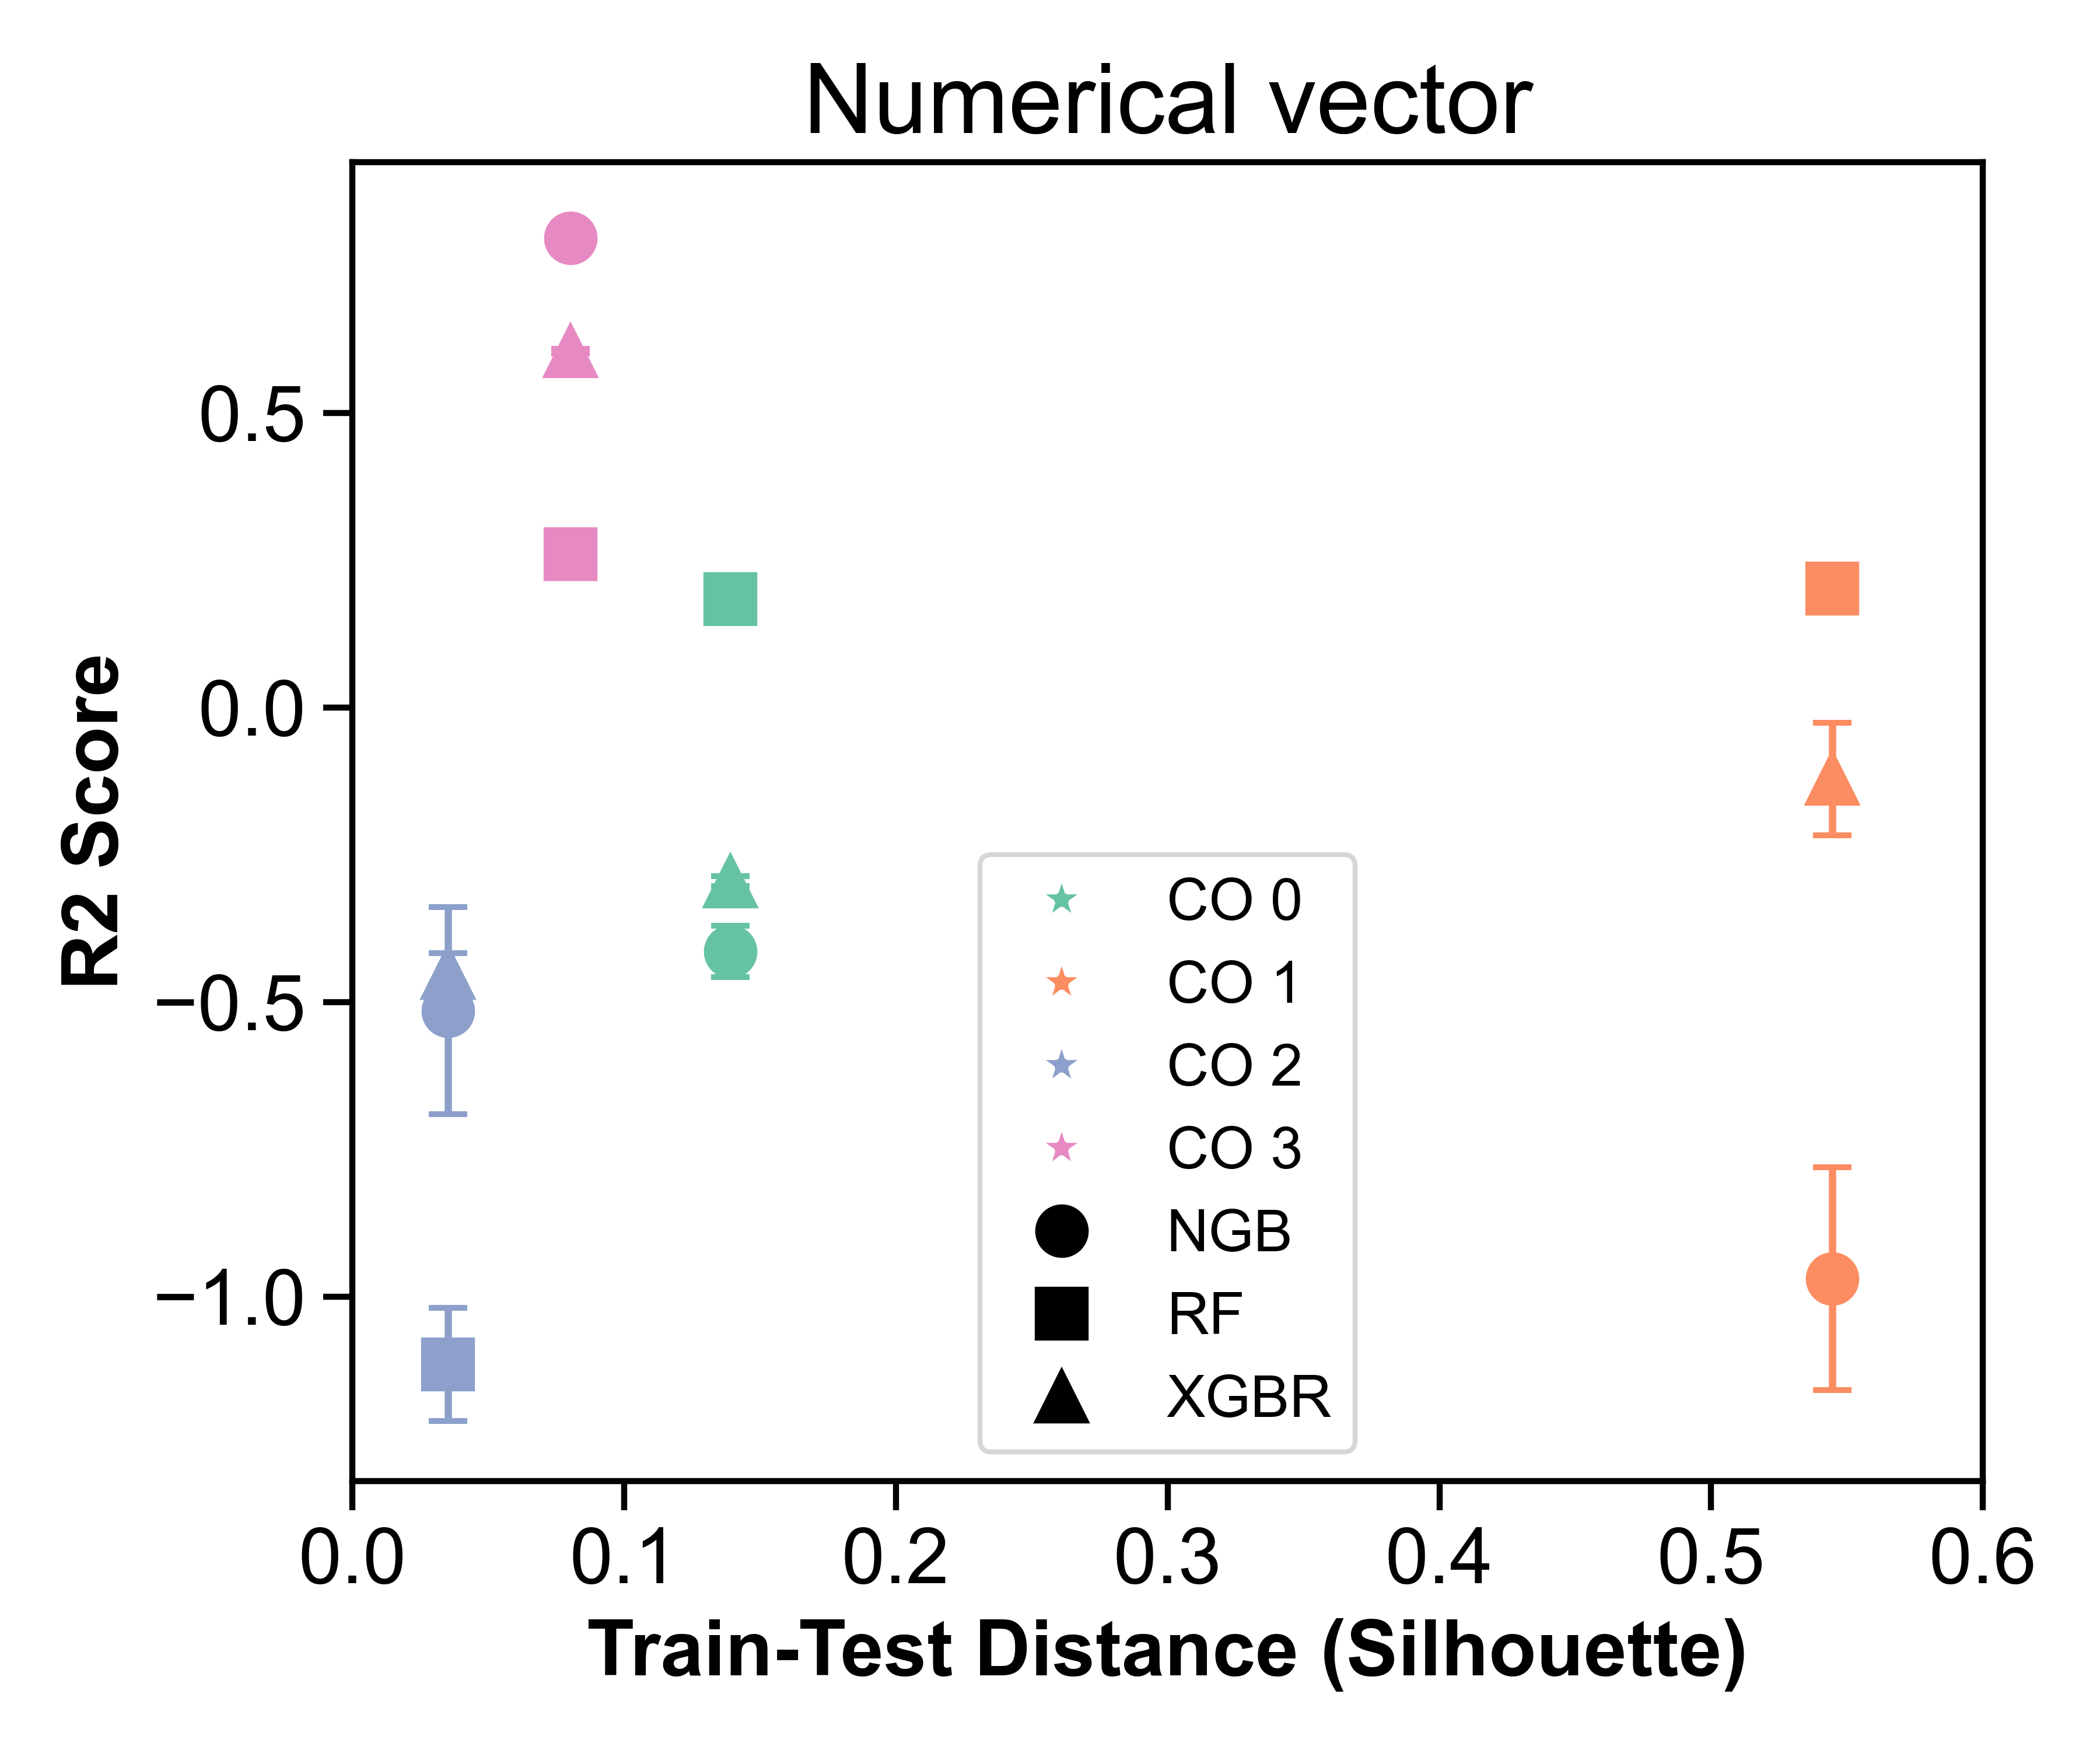 Numerical vector
R2 Score
0.5
0.0
−0.5
−1.0
CO 0
CO 1
CO 2
CO 3
NGB
RF
XGBR
0.0 0.1 0.2 0.3 0.4 0.5 0.6
Train-Test Distance (Silhouette)